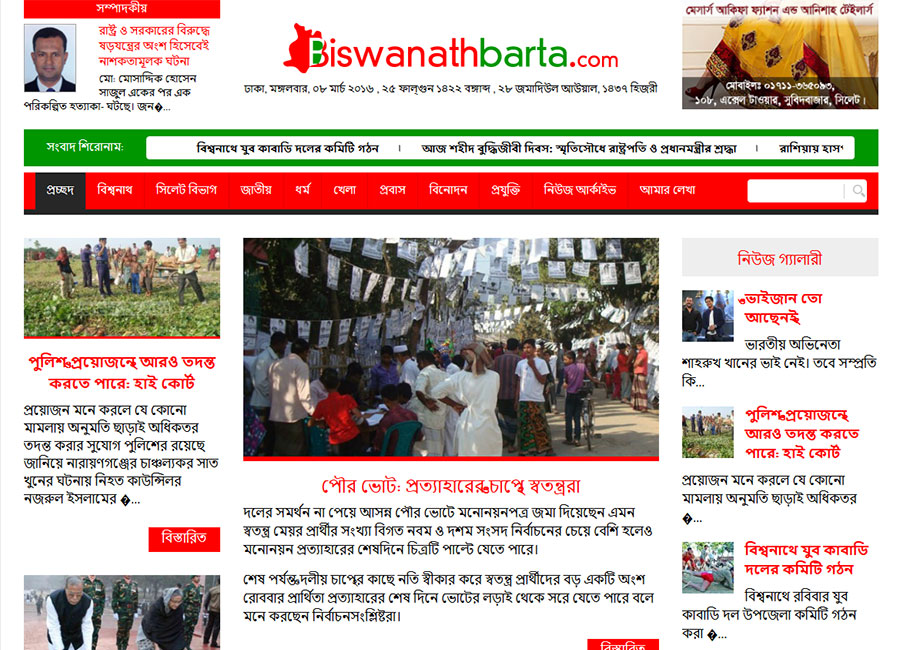 সম্পাদকীয়
রাষ্ট্র ও সরকারের বিরুদ্ধে
ষড়যন্ত্রের অংশ হিসেবেই
নাশকতামূলক ঘটনা
মো: মোসাদ্দিক হোসেন
সাজুল একের পর এক
পরিকল্পিত হত্যাকা- ঘটছে। জন�...
Biswanathbarta.com
ঢাকা, মঙ্গলবার, ০৮ মার্চ ২০১৬ , ২৫ ফাল্গুন ১৪২২ বঙ্গাব্দ , ২৮ জমাদিউল আউয়াল, ১৪৩৭ হিজরী
মেসার্স আকিফা ফ্যাশন এন্ড আনিশাহ টেইলার্স
মোবাইলঃ ০১৭১১-৩৬৫০৯৩,
১০৮, এক্সেল টাওয়ার, সুবিদবাজার, সিলেট।
সংবাদ শিরোনাম:
বিশ্বনাথে যুব কাবাডি দলের কমিটি গঠন । আজ শহীদ বুদ্ধিজীবী দিবস: স্মৃতিসৌধে রাষ্ট্রপতি ও প্রধানমন্ত্রীর শ্রদ্ধা । রাশিয়ায় হাসপ
প্রচ্ছদ বিশ্বনাথ সিলেট বিভাগ জাতীয় ধর্ম খেলা প্রবাস বিনোদন প্রযুক্তি নিউজ আর্কাইভ আমার লেখা
পুলিশ প্রয়োজনে আরও তদন্ত
করতে পারে: হাই কোর্ট
প্রয়োজন মনে করলে যে কোনো
মামলায় অনুমতি ছাড়াই অধিকতর
তদন্ত করার সুযোগ পুলিশের রয়েছে
জানিয়ে নারায়ণগঞ্জের চাঞ্চল্যকর সাত
খুনের ঘটনায় নিহত কাউন্সিলর
নজরুল ইসলামের �...
বিস্তারিত
পৌর ভোট: প্রত্যাহারের চাপে স্বতন্ত্ররা
দলের সমর্থন না পেয়ে আসন্ন পৌর ভোটে মনোনয়নপত্র জমা দিয়েছেন এমন
স্বতন্ত্র মেয়র প্রার্থীর সংখ্যা বিগত নবম ও দশম সংসদ নির্বাচনের চেয়ে বেশি হলেও
মনোনয়ন প্রত্যাহারের শেষদিনে চিত্রটি পাল্টে যেতে পারে।
শেষ পর্যন্ত দলীয় চাপের কাছে নতি স্বীকার করে স্বতন্ত্র প্রার্থীদের বড় একটি অংশ
রোববার প্রার্থিতা প্রত্যাহারের শেষ দিনে ভোটের লড়াই থেকে সরে যেতে পারে বলে
মনে করছেন নির্বাচনসংশ্লিষ্টরা।
বিস্তারিত
নিউজ গ্যালারী
ভাইজান তো
আছেনই
ভারতীয় অভিনেতা
শাহরুখ খানের ভাই নেই। তবে সম্প্রতি
কি...
পুলিশ প্রয়োজনে
আরও তদন্ত করতে
পারে: হাই কোর্ট
প্রয়োজন মনে করলে যে কোনো
মামলায় অনুমতি ছাড়াই অধিকতর
�...
বিশ্বনাথে যুব কাবাডি
দলের কমিটি গঠন
বিশ্বনাথে রবিবার যুব
কাবাডি দল উপজেলা কমিটি গঠন
করা �...